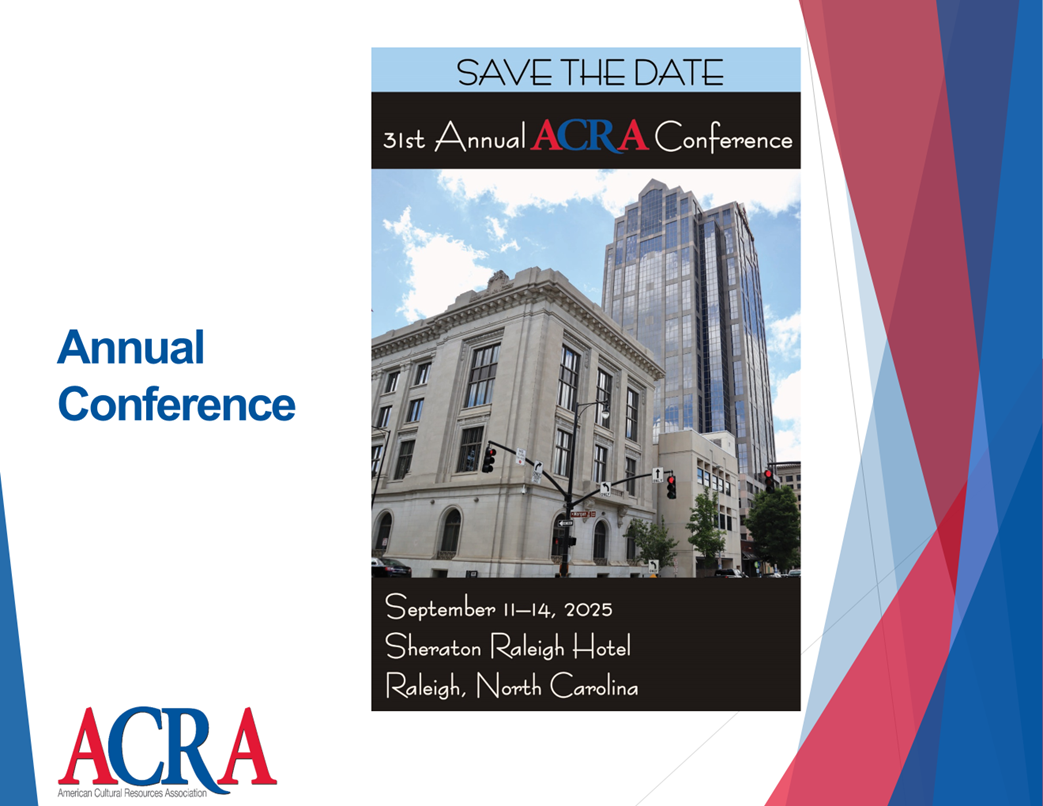 SAVE THE DATE
31st Annual ACRA Conference
Annual
Conference
September 11–14, 2025
Sheraton Raleigh Hotel
Raleigh, North Carolina
ACRA
American Cultural Resources Association